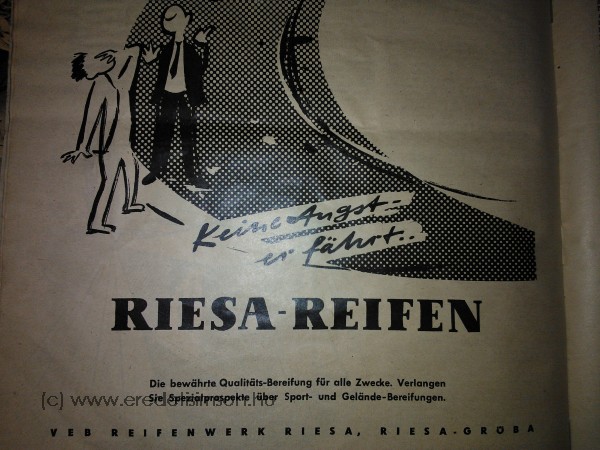 Keine Angst -
er fährt..
RIESA-REIFEN
Die bewährte Qualitäts-Bereifung für alle Zwecke. Verlangen
Sie Spezialprospekte über Sport- und Gelände-Bereifungen.
(c) www.eredetisimson.hu
VEB REIFENWERK RIESA, RIESA-GRÖBA